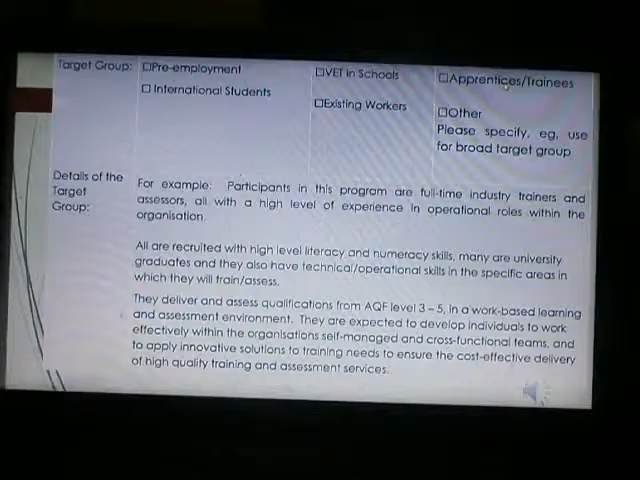 Target Group: ☐Pre-employment ☐VET in Schools ☐Apprentices/Trainees
☐ International Students ☐Existing Workers ☐Other
Please specify, eg, use
for broad target group
Details of the
Target
Group:
For example: Participants in this program are full-time industry trainers and
assessors, all with a high level of experience in operational roles within the
organisation.
All are recruited with high level literacy and numeracy skills, many are university
graduates and they also have technical/operational skills in the specific areas in
which they will train/assess.
They deliver and assess qualifications from AQF level 3 – 5, in a work-based learning
and assessment environment. They are expected to develop individuals to work
effectively within the organisations self-managed and cross-functional teams, and
to apply innovative solutions to training needs to ensure the cost-effective delivery
of high quality training and assessment services.